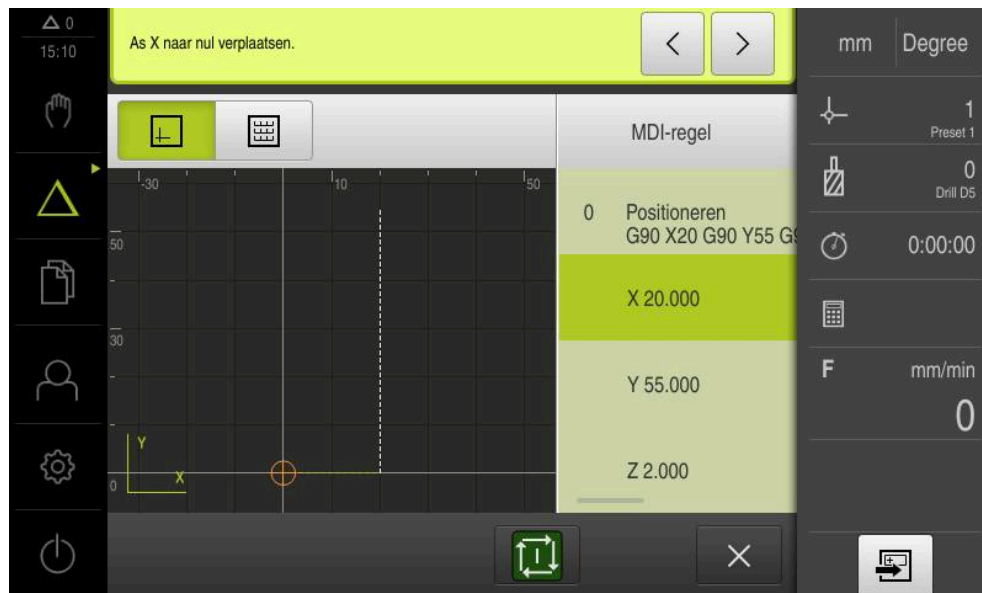 0
15:10
As X naar nul verplaatsen.
mm Degree
MDI-regel
1
Preset 1
0
Drill D5
0:00:00
F mm/min
0
-30 10 50
50
30
0
Y
X
0 Positioneren
G90 X20 G90 Y55 G
X 20.000
Y 55.000
Z 2.000